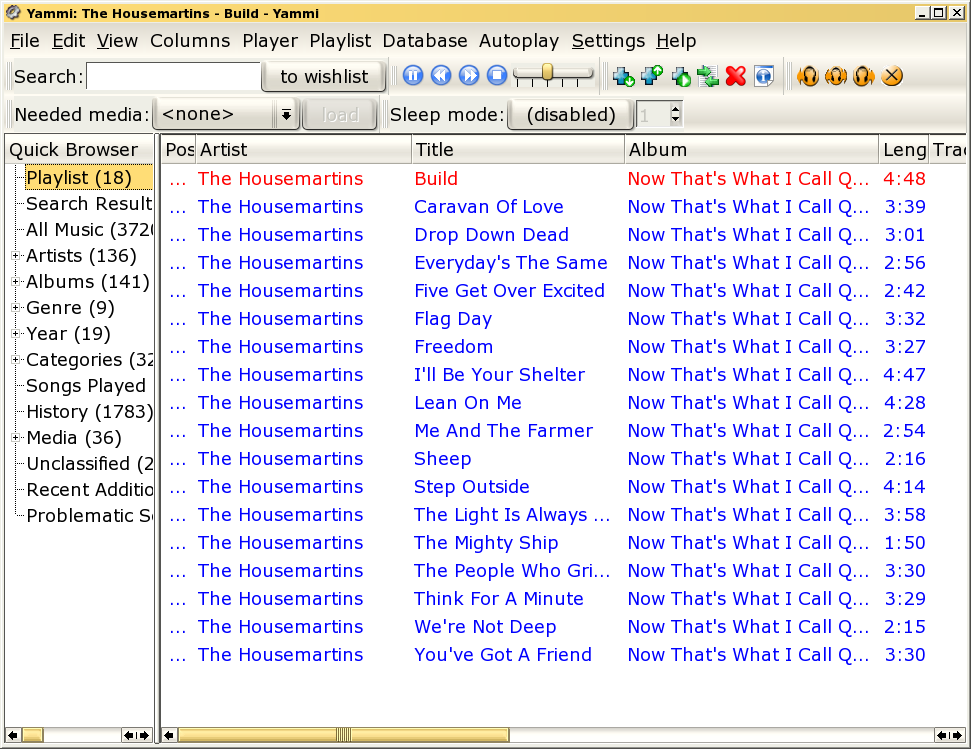 Yammi: The Housemartins - Build - Yammi
File Edit View Columns Player Playlist Database Autoplay Settings Help
Search: to wishlist
Needed media: <none> load Sleep mode: (disabled) 1
Quick Browser
Playlist (18)
Search Result
All Music (3720
Artists (136)
Albums (141)
Genre (9)
Year (19)
Categories (32
Songs Played
History (1783)
Media (36)
Unclassified (2
Recent Additio
Problematic S
Pos Artist Title Album Leng Trac
... The Housemartins Build Now That's What I Call Q... 4:48
... The Housemartins Caravan Of Love Now That's What I Call Q... 3:39
... The Housemartins Drop Down Dead Now That's What I Call Q... 3:01
... The Housemartins Everyday's The Same Now That's What I Call Q... 2:56
... The Housemartins Five Get Over Excited Now That's What I Call Q... 2:42
... The Housemartins Flag Day Now That's What I Call Q... 3:32
... The Housemartins Freedom Now That's What I Call Q... 3:27
... The Housemartins I'll Be Your Shelter Now That's What I Call Q... 4:47
... The Housemartins Lean On Me Now That's What I Call Q... 4:28
... The Housemartins Me And The Farmer Now That's What I Call Q... 2:54
... The Housemartins Sheep Now That's What I Call Q... 2:16
... The Housemartins Step Outside Now That's What I Call Q... 4:14
... The Housemartins The Light Is Always ... Now That's What I Call Q... 3:58
... The Housemartins The Mighty Ship Now That's What I Call Q... 1:50
... The Housemartins The People Who Gri... Now That's What I Call Q... 3:30
... The Housemartins Think For A Minute Now That's What I Call Q... 3:29
... The Housemartins We're Not Deep Now That's What I Call Q... 2:15
... The Housemartins You've Got A Friend Now That's What I Call Q... 3:30